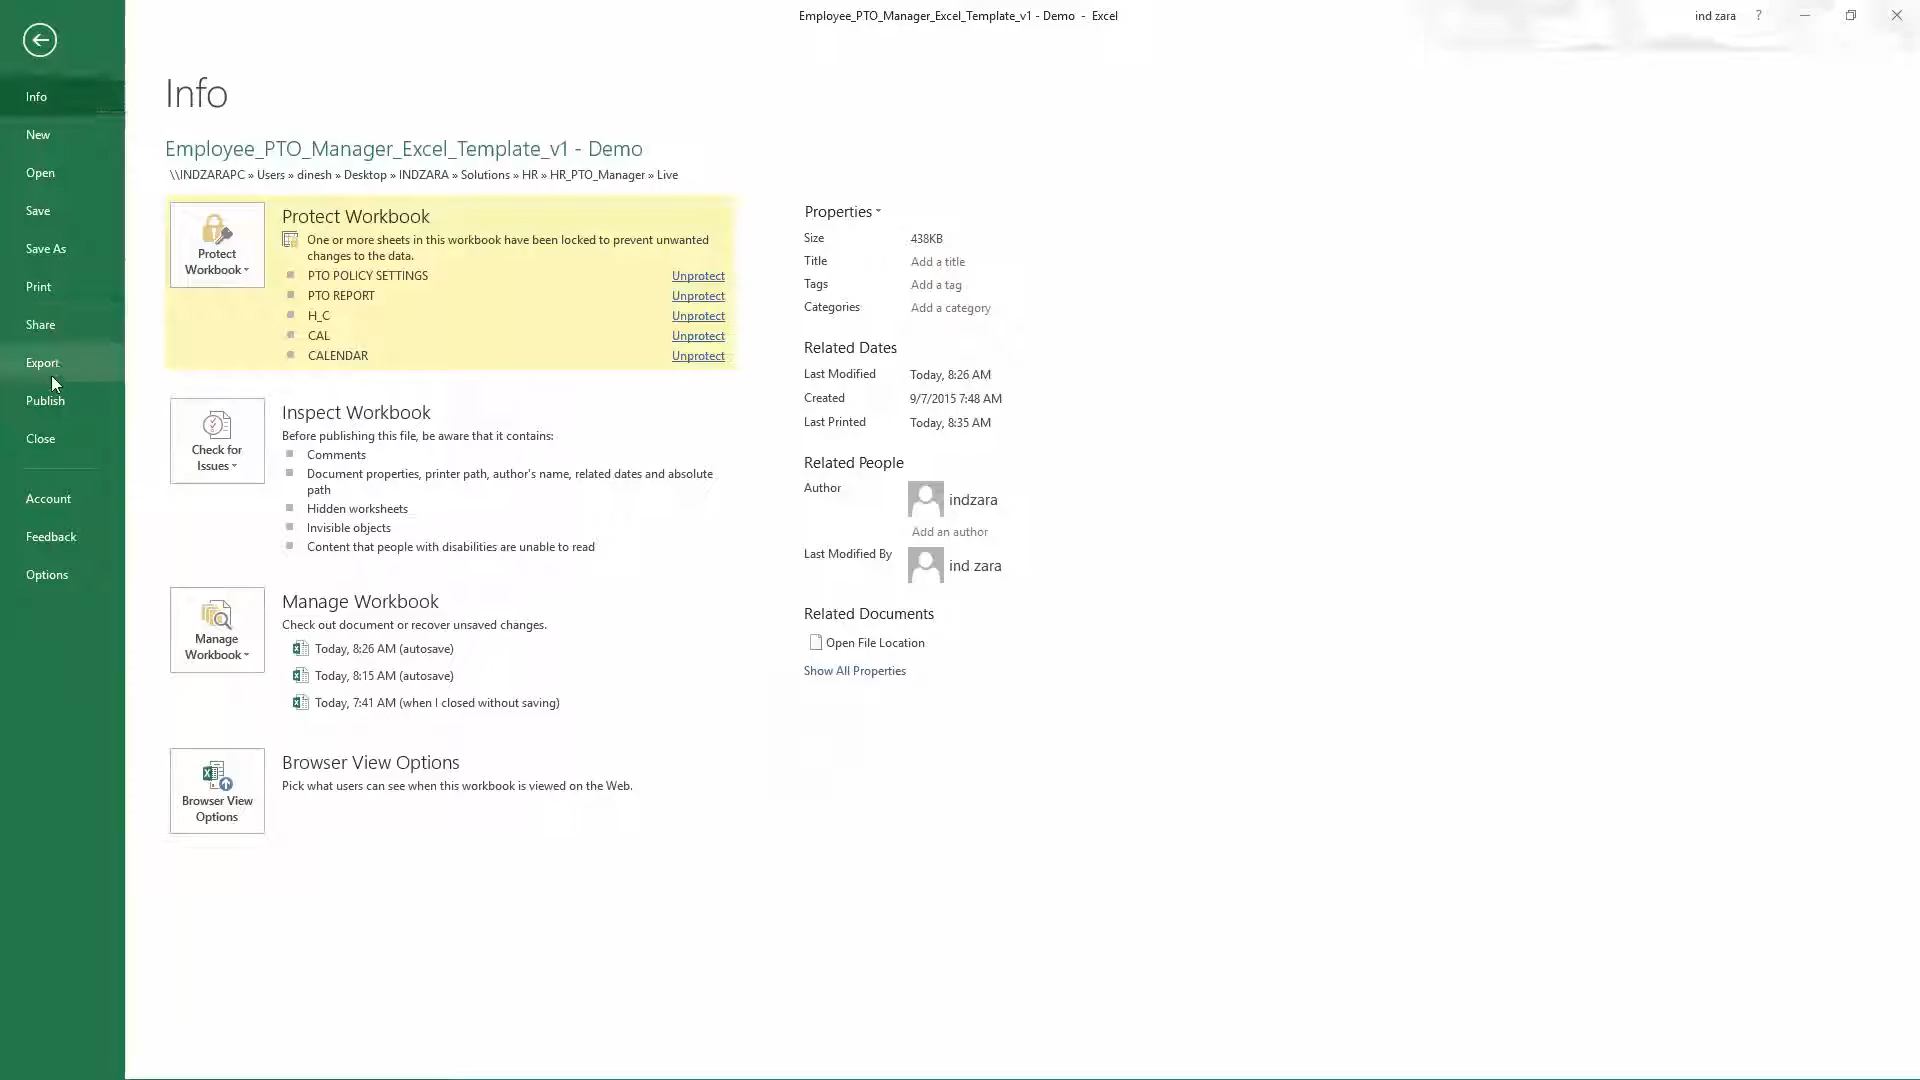 Employee_PTO_Manager_Excel_Template_v1 - Demo - Excel
ind zara ?
Info
New
Open
Save
Save As
Print
Share
Export
Publish
Close
Account
Feedback
Options
Info
Employee_PTO_Manager_Excel_Template_v1 - Demo
\\INDZARAPC » Users » dinesh » Desktop » INDZARA » Solutions » HR » HR_PTO_Manager » Live
Protect
Workbook
Protect Workbook
One or more sheets in this workbook have been locked to prevent unwanted
changes to the data.
PTO POLICY SETTINGS Unprotect
PTO REPORT Unprotect
H_C Unprotect
CAL Unprotect
CALENDAR Unprotect
Check for
Issues
Inspect Workbook
Before publishing this file, be aware that it contains:
Comments
Document properties, printer path, author's name, related dates and absolute
path
Hidden worksheets
Invisible objects
Content that people with disabilities are unable to read
Manage
Workbook
Manage Workbook
Check out document or recover unsaved changes.
Today, 8:26 AM (autosave)
Today, 8:15 AM (autosave)
Today, 7:41 AM (when I closed without saving)
Browser View
Options
Browser View Options
Pick what users can see when this workbook is viewed on the Web.
Properties
Size 438KB
Title Add a title
Tags Add a tag
Categories Add a category
Related Dates
Last Modified Today, 8:26 AM
Created 9/7/2015 7:48 AM
Last Printed Today, 8:35 AM
Related People
Author indzara
Add an author
Last Modified By ind zara
Related Documents
Open File Location
Show All Properties